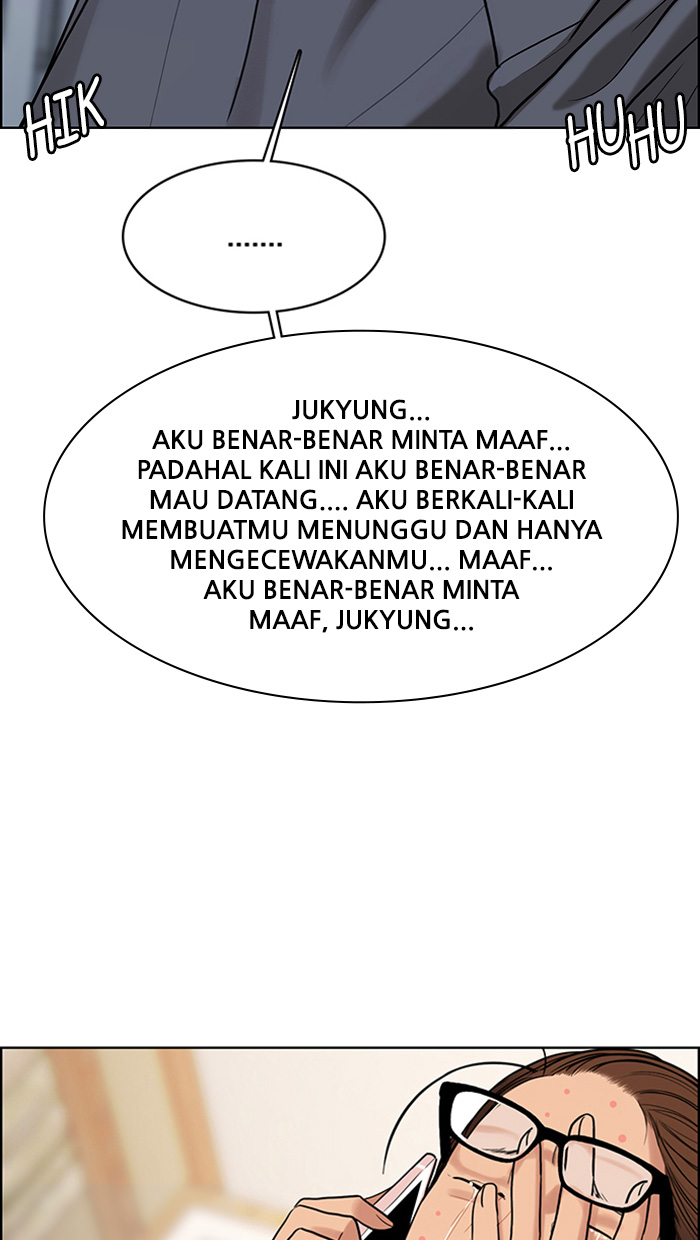 HIK
HUHU
.......
JUKYUNG...
AKU BENAR-BENAR MINTA MAAF...
PADAHAL KALI INI AKU BENAR-BENAR
MAU DATANG.... AKU BERKALI-KALI
MEMBUATMU MENUNGGU DAN HANYA
MENGECEWAKANMU... MAAF...
AKU BENAR-BENAR MINTA
MAAF, JUKYUNG...